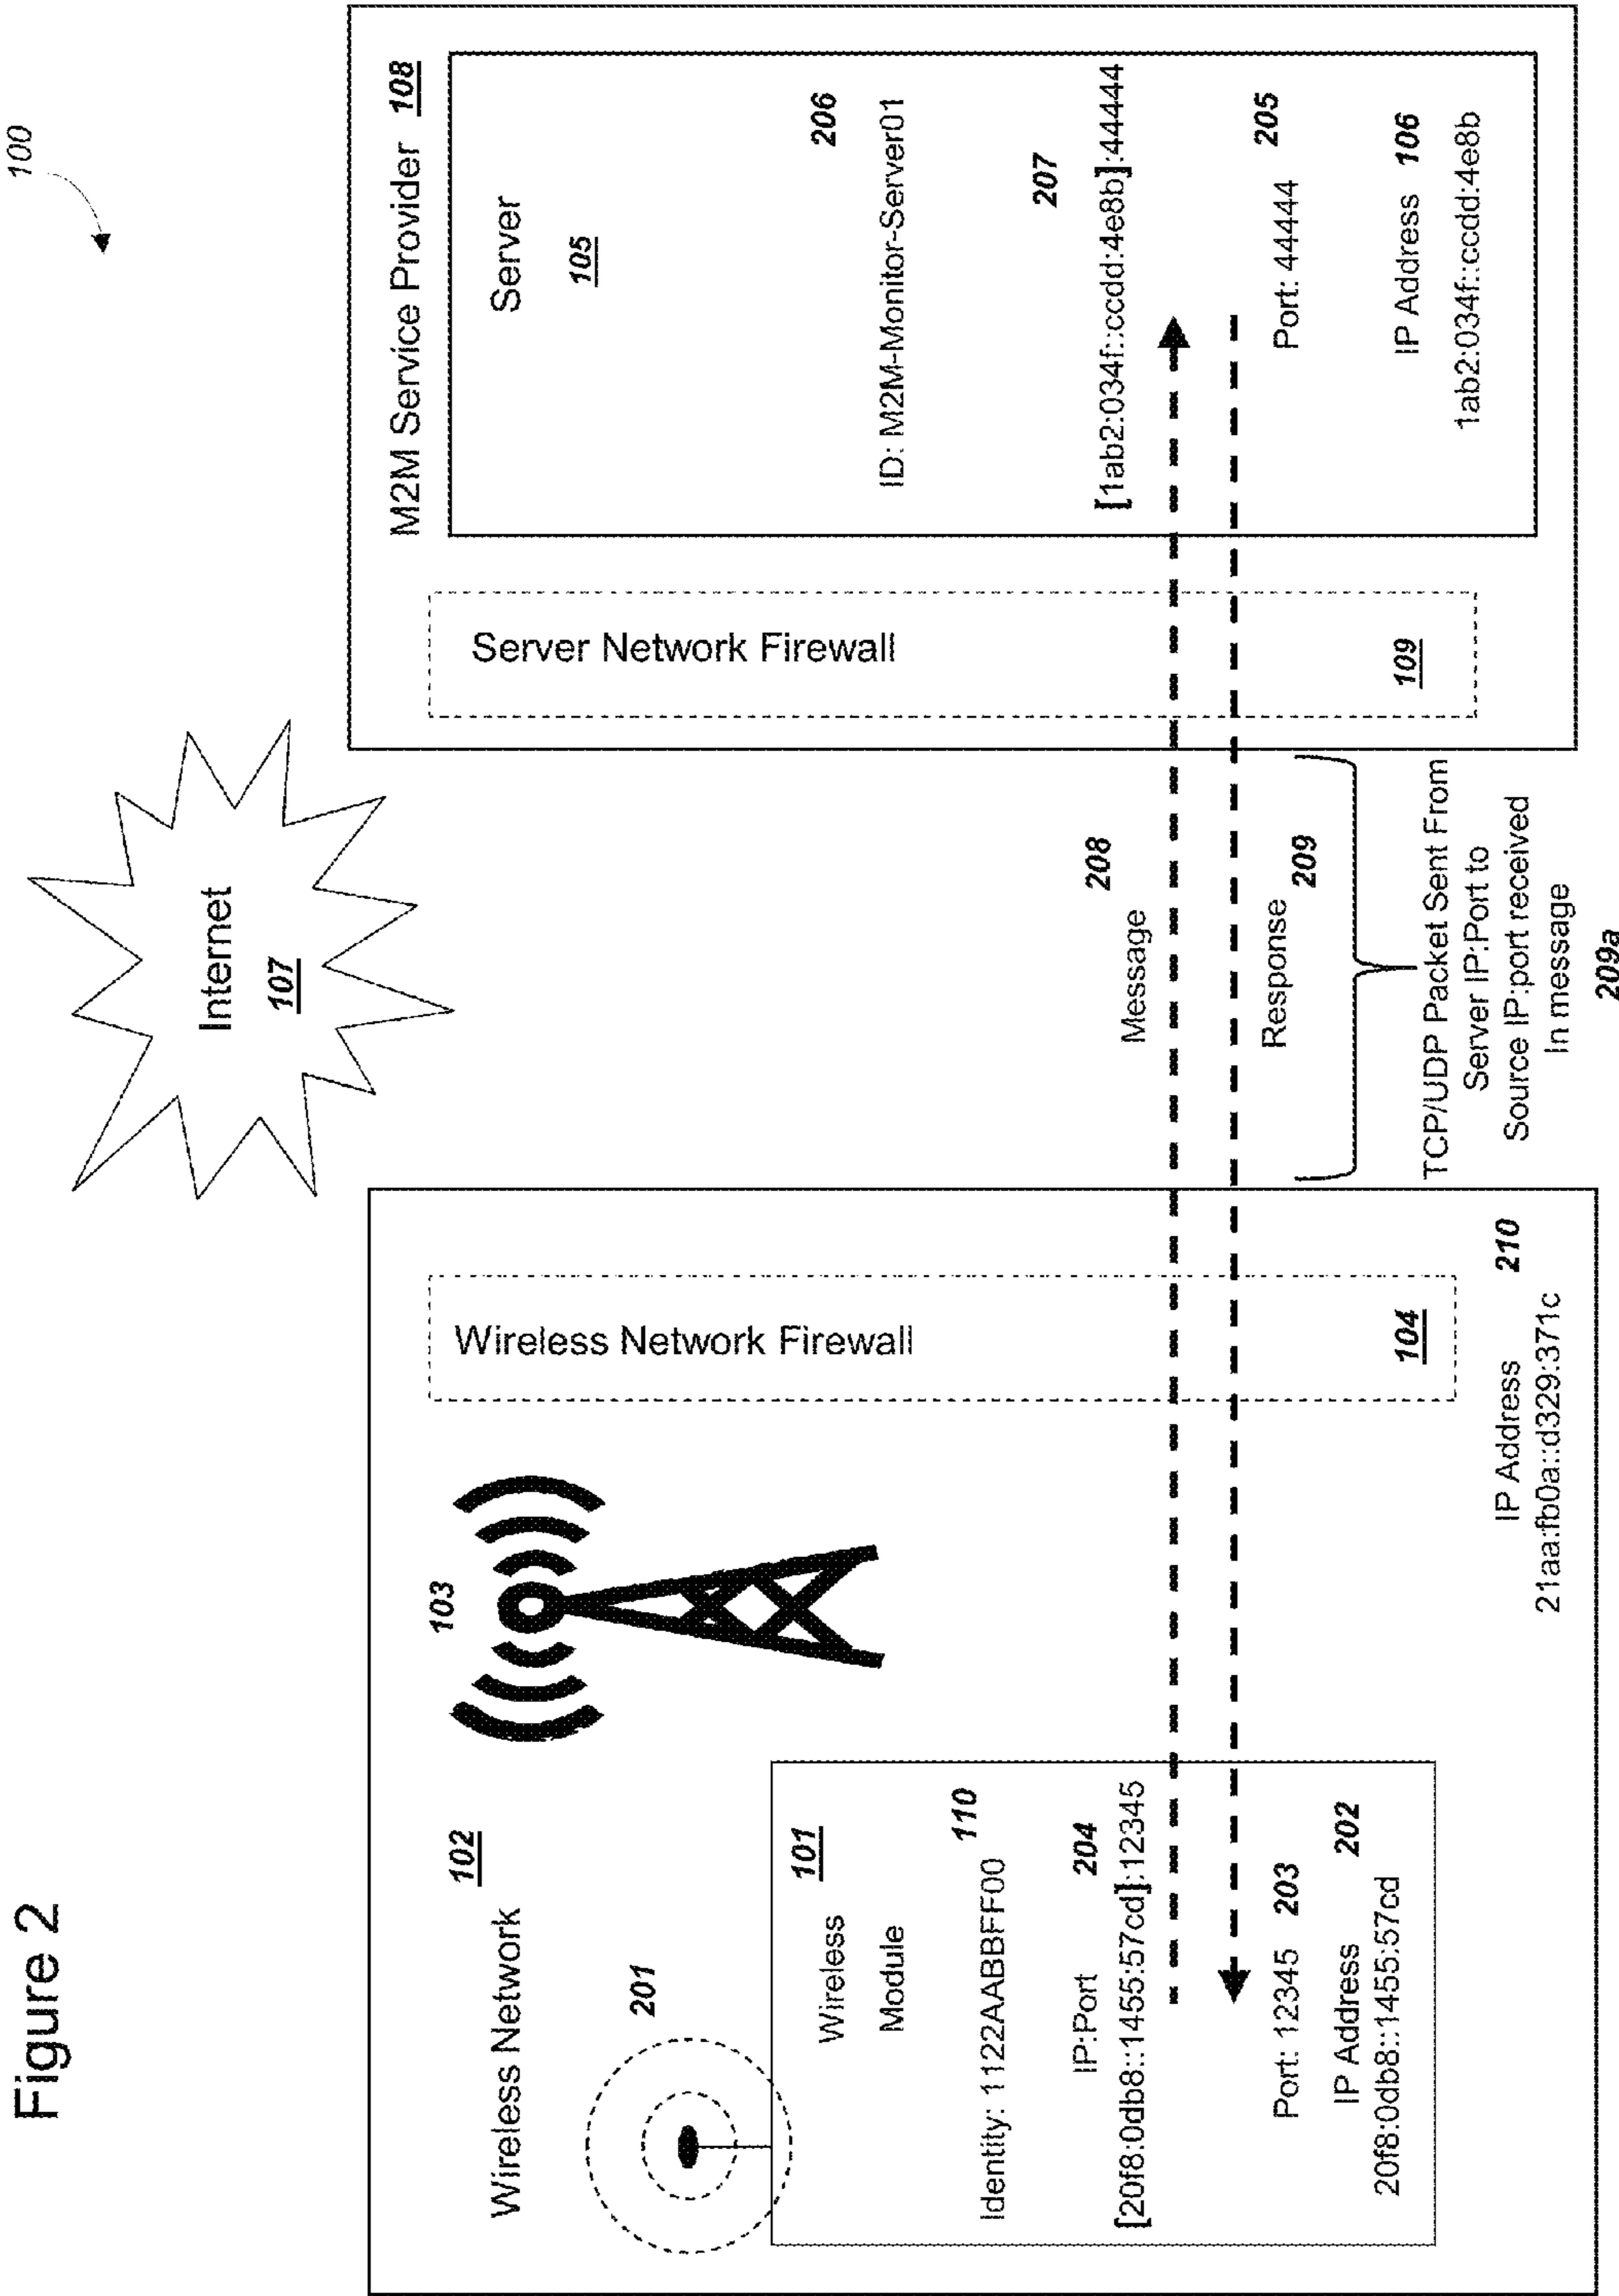 Figure 2
100
Internet
107
Wireless Network
102
201
103
Wireless Network Firewall
104
Wireless
Module
101
Identity: 1122AABBFF00
110
IP:Port
204
[20f8:0db8::1455:57cd]:12345
Port: 12345
203
IP Address
202
20f8:0db8::1455:57cd
IP Address
210
21aa:fb0a::d329:371c
Message
208
Response
209
TCP/UDP Packet Sent From
Server IP:Port to
Source IP:port received
In message
209a
M2M Service Provider
108
Server Network Firewall
109
Server
105
206
ID: M2M-Monitor-Server01
207
[1ab2:034f::ccdd:4e8b]:44444
Port: 44444
205
IP Address
106
1ab2:034f::ccdd:4e8b